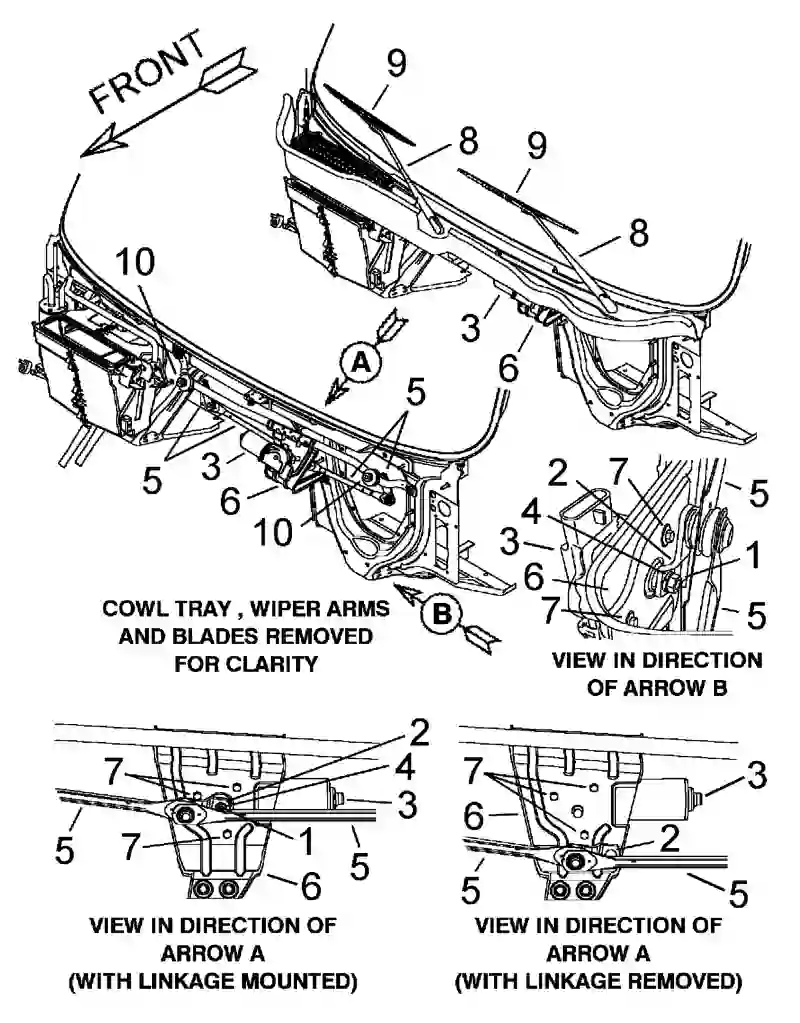 FRONT
9
8
9
8
10
3
6
A
5
5
3
6
10
2
7
5
4
3
1
6
7
5
B
COWL TRAY , WIPER ARMS
AND BLADES REMOVED
FOR CLARITY
VIEW IN DIRECTION
OF ARROW B
2
7
4
3
5
7
1
5
6
VIEW IN DIRECTION OF
ARROW A
(WITH LINKAGE MOUNTED)
7
3
6
2
5
5
VIEW IN DIRECTION OF
ARROW A
(WITH LINKAGE REMOVED)